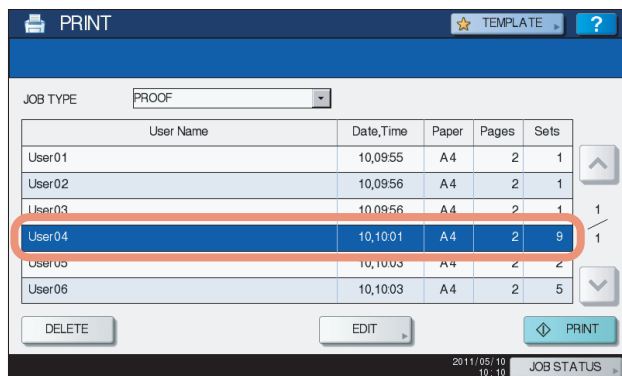 PRINT TEMPLATE ?
JOB TYPE PROOF
User Name Date,Time Paper Pages Sets
User01 10,09:55 A4 2 1
User02 10,09:56 A4 2 1
User03 10,09:56 A4 2 1
User04 10,10:01 A4 2 9
User05 10,10:03 A4 2 2
User06 10,10:03 A4 2 5
1
1
DELETE EDIT PRINT
2011/05/10
10:10 JOB STATUS